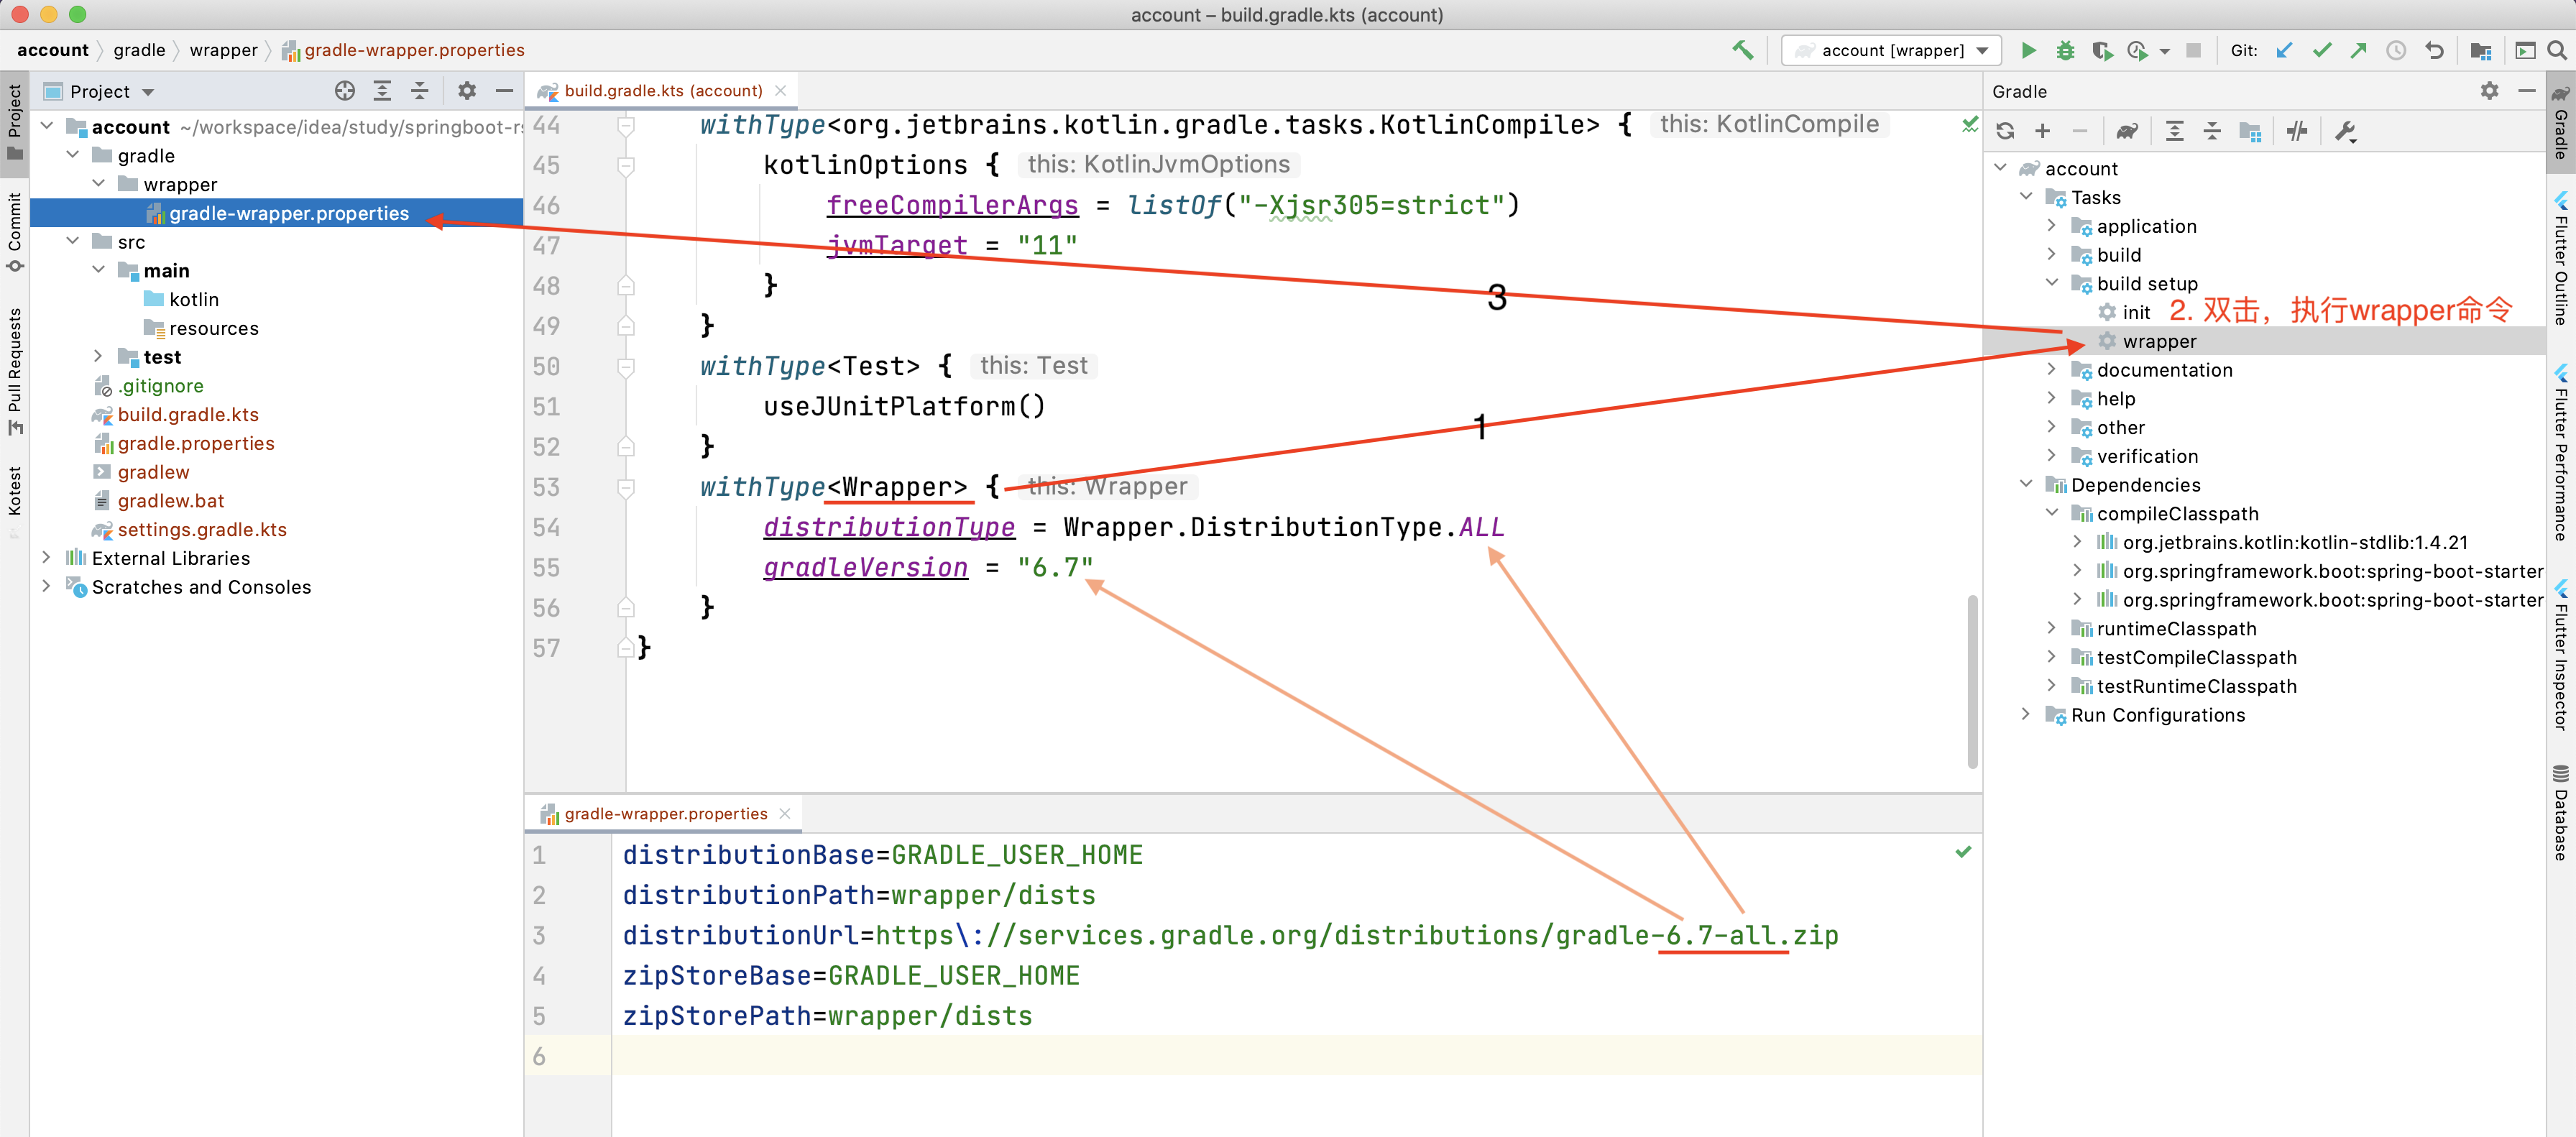 account – build.gradle.kts (account)
account gradle wrapper gradle-wrapper.properties
account [wrapper]
Git:
Project
Commit
Pull Requests
Kotest
Project
account ~/workspace/idea/study/springboot-rs
gradle
wrapper
gradle-wrapper.properties
src
main
kotlin
resources
test
.gitignore
build.gradle.kts
gradle.properties
gradlew
gradlew.bat
settings.gradle.kts
External Libraries
Scratches and Consoles
build.gradle.kts (account)
44 withType<org.jetbrains.kotlin.gradle.tasks.KotlinCompile> { this: KotlinCompile
45 kotlinOptions { this: KotlinJvmOptions
46 freeCompilerArgs = listOf("-Xjsr305=strict")
47 jvmTarget = "11"
48 }
49 }
50 withType<Test> { this: Test
51 useJUnitPlatform()
52 }
53 withType<Wrapper> { this: Wrapper
54 distributionType = Wrapper.DistributionType.ALL
55 gradleVersion = "6.7"
56 }
57 }
3
1
gradle-wrapper.properties
1 distributionBase=GRADLE_USER_HOME
2 distributionPath=wrapper/dists
3 distributionUrl=https\://services.gradle.org/distributions/gradle-6.7-all.zip
4 zipStoreBase=GRADLE_USER_HOME
5 zipStorePath=wrapper/dists
6
Gradle
account
Tasks
application
build
build setup
init 2. 双击，执行wrapper命令
wrapper
documentation
help
other
verification
Dependencies
compileClasspath
org.jetbrains.kotlin:kotlin-stdlib:1.4.21
org.springframework.boot:spring-boot-starter
org.springframework.boot:spring-boot-starter
runtimeClasspath
testCompileClasspath
testRuntimeClasspath
Run Configurations
Gradle
Flutter Outline
Flutter Performance
Flutter Inspector
Database